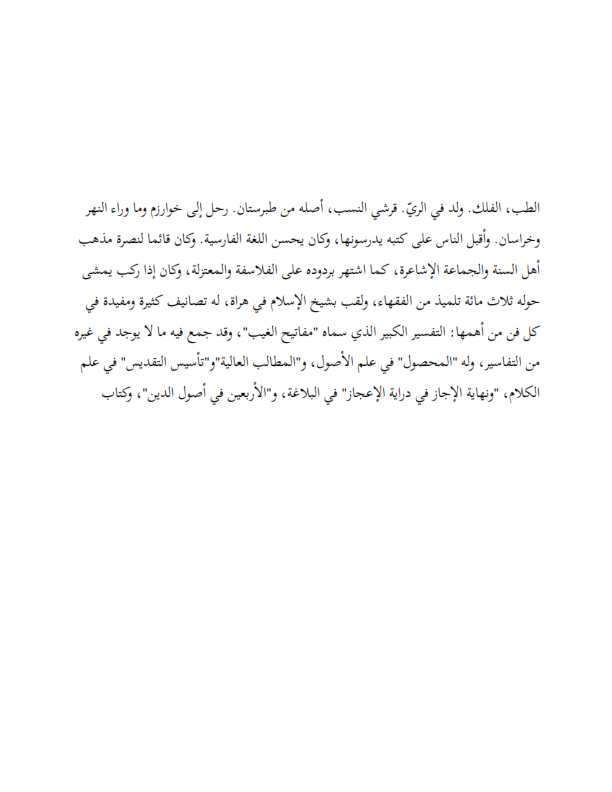 الطب، الفلك. ولد في الريّ. قرشي النسب، أصله من طبرستان. رحل إلى خوارزم وما وراء النهر
وخراسان. وأقبل الناس على كتبه يدرسونها، وكان يحسن اللغة الفارسية. وكان قائما لنصرة مذهب
أهل السنة والجماعة الإشاعرة، كما اشتهر بردوده على الفلاسفة والمعتزلة، وكان إذا ركب يمشى
حوله ثلاث مائة تلميذ من الفقهاء، ولقب بشيخ الإسلام في هراة، له تصانيف كثيرة ومفيدة في
كل فن من أهمها: التفسير الكبير الذي سماه "مفاتيح الغيب"، وقد جمع فيه ما لا يوجد في غيره
من التفاسير، وله "المحصول" في علم الأصول، و"المطالب العالية"و"تأسيس التقديس" في علم
الكلام، "ونهاية الإجاز في دراية الإعجاز" في البلاغة، و"الأربعين في أصول الدين"، وكتاب